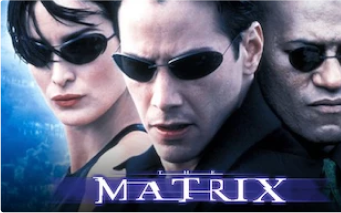 THE
MATRIX